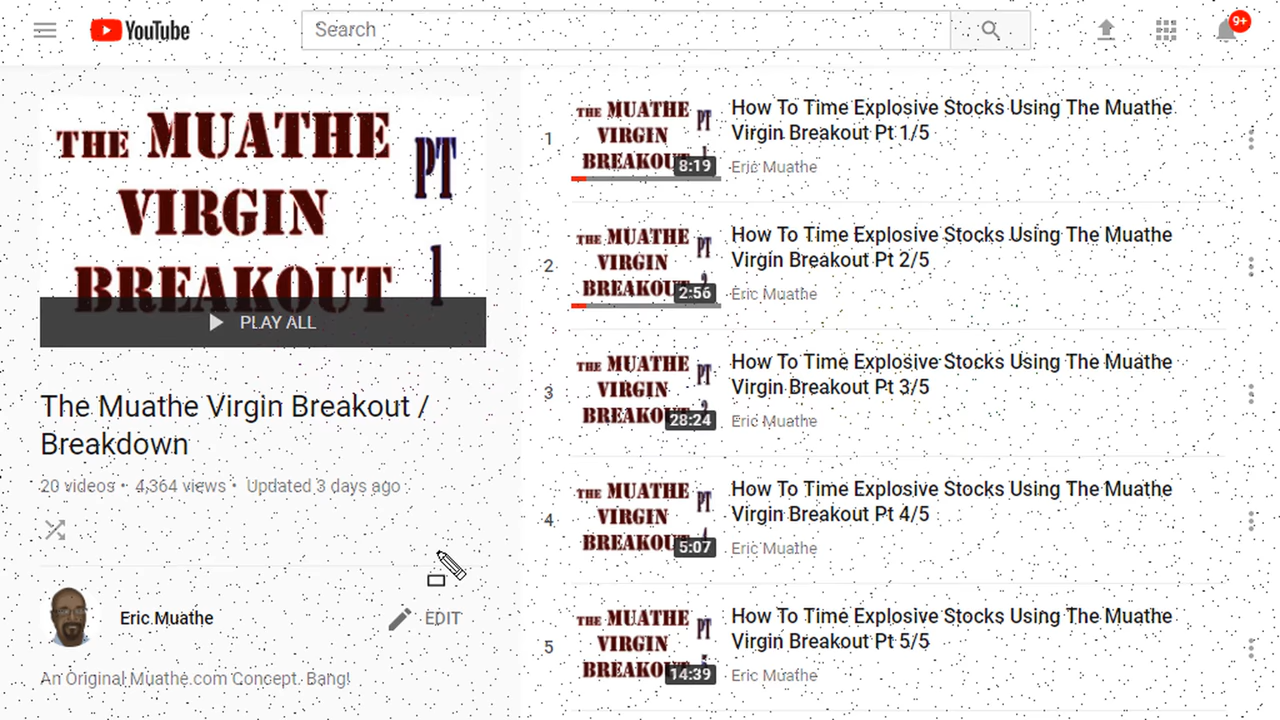 YouTube
Search
9+
THE MUATHE
VIRGIN
BREAKOUT
PT
1
PLAY ALL
The Muathe Virgin Breakout /
Breakdown
20 videos • 4,364 views • Updated 3 days ago
Eric Muathe
EDIT
An Original Muathe.com Concept. Bang!
1
THE MUATHE
VIRGIN
BREAKOUT
PT
8:19
How To Time Explosive Stocks Using The Muathe
Virgin Breakout Pt 1/5
Eric Muathe
2
THE MUATHE
VIRGIN
BREAKOUT
PT
2:56
How To Time Explosive Stocks Using The Muathe
Virgin Breakout Pt 2/5
Eric Muathe
3
THE MUATHE
VIRGIN
BREAKOU
PT
28:24
How To Time Explosive Stocks Using The Muathe
Virgin Breakout Pt 3/5
Eric Muathe
4
THE MUATHE
VIRGIN
BREAKOUT
PT
5:07
How To Time Explosive Stocks Using The Muathe
Virgin Breakout Pt 4/5
Eric Muathe
5
THE MUATHE
VIRGIN
BREAKOU
PT
14:39
How To Time Explosive Stocks Using The Muathe
Virgin Breakout Pt 5/5
Eric Muathe